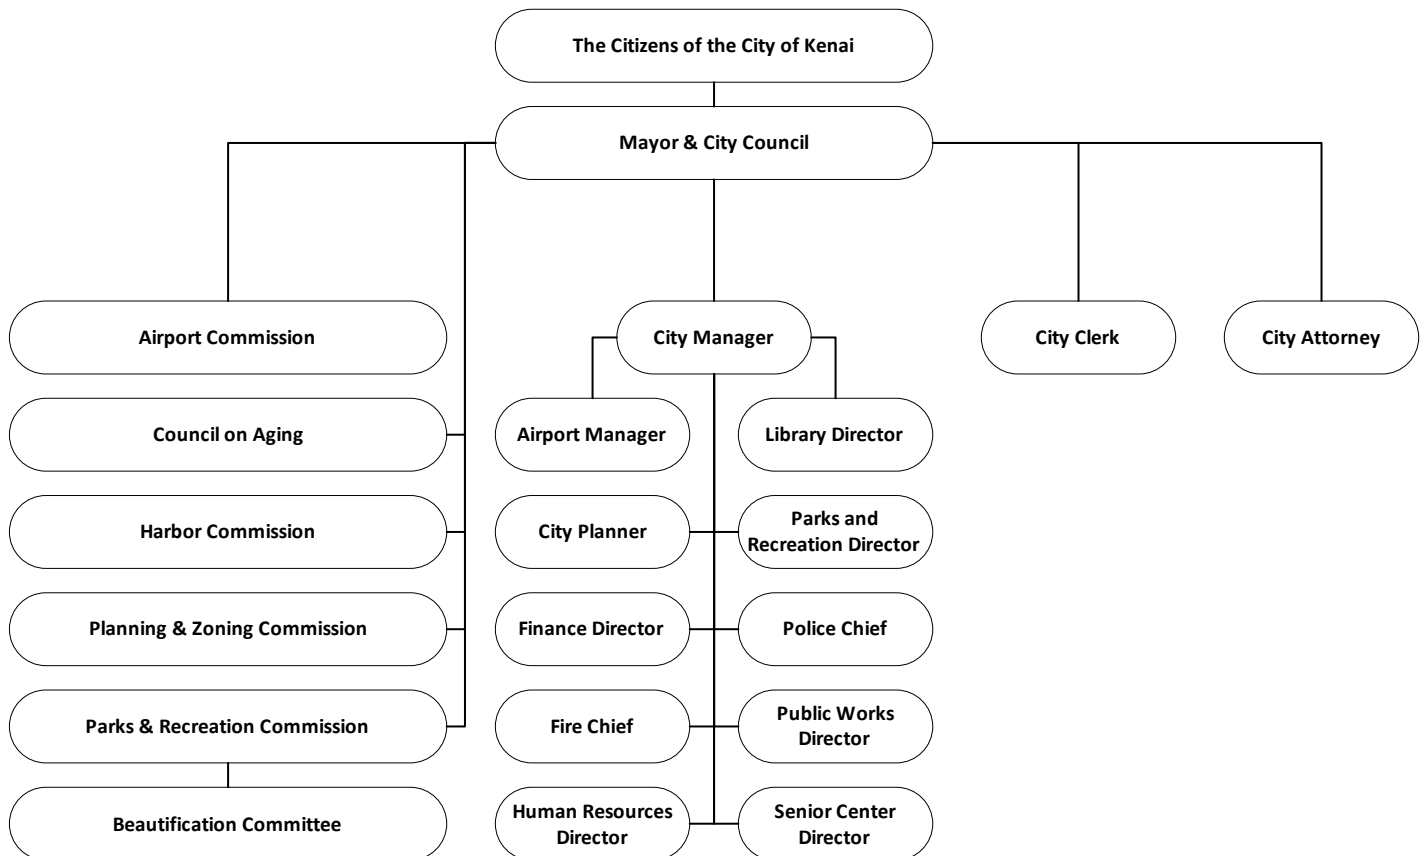 The Citizens of the City of Kenai
Mayor & City Council
Airport Commission
City Manager
City Clerk
City Attorney
Council on Aging
Airport Manager
Library Director
Harbor Commission
City Planner
Parks and
Recreation Director
Planning & Zoning Commission
Finance Director
Police Chief
Parks & Recreation Commission
Fire Chief
Public Works
Director
Beautification Committee
Human Resources
Director
Senior Center
Director